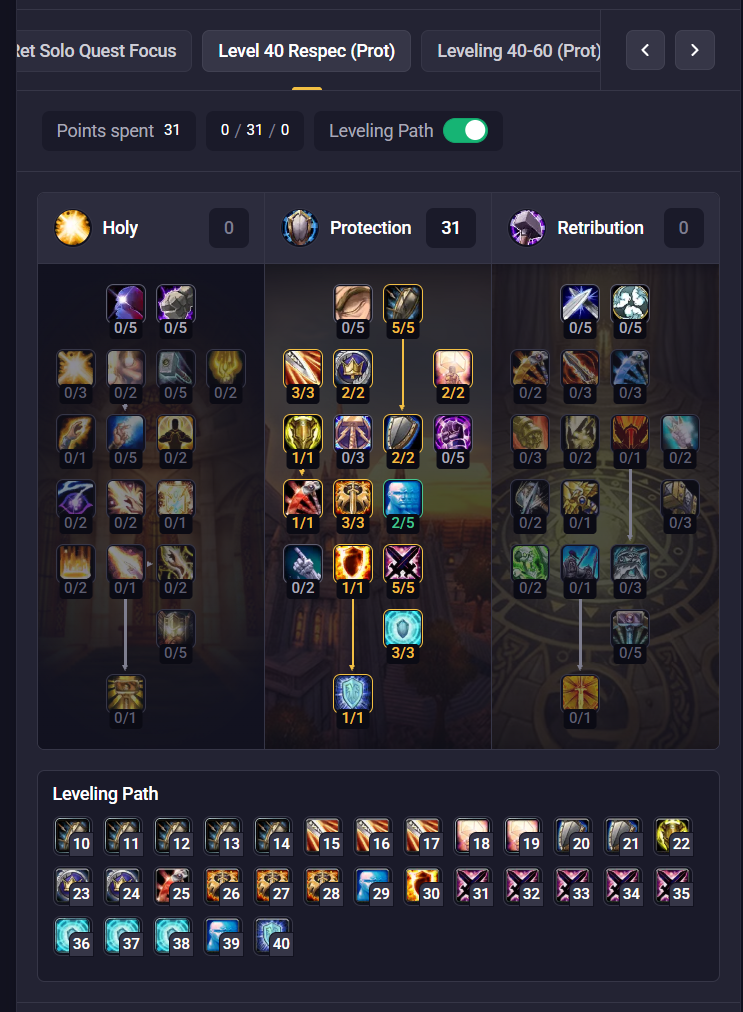 Ret Solo Quest Focus Level 40 Respec (Prot) Leveling 40-60 (Prot)
Points spent 31 0 / 31 / 0 Leveling Path
Holy 0 Protection 31 Retribution 0
0/5 0/5 0/5 5/5 0/5 0/5
0/3 0/2 0/5 0/2 3/3 2/2 2/2 0/2 0/3 0/2
0/1 0/5 0/2 1/1 0/3 2/2 0/5 0/3 0/2 0/1 0/2
0/2 0/2 0/1 1/1 3/3 2/5 0/2 0/1 0/3
0/2 0/1 0/2 0/2 1/1 5/5 0/2 0/1 0/3
0/5 3/3 0/5
0/1 1/1 0/1
Leveling Path
10 11 12 13 14 15 16 17 18 19 20 21 22
23 24 25 26 27 28 29 30 31 32 33 34 35
36 37 38 39 40